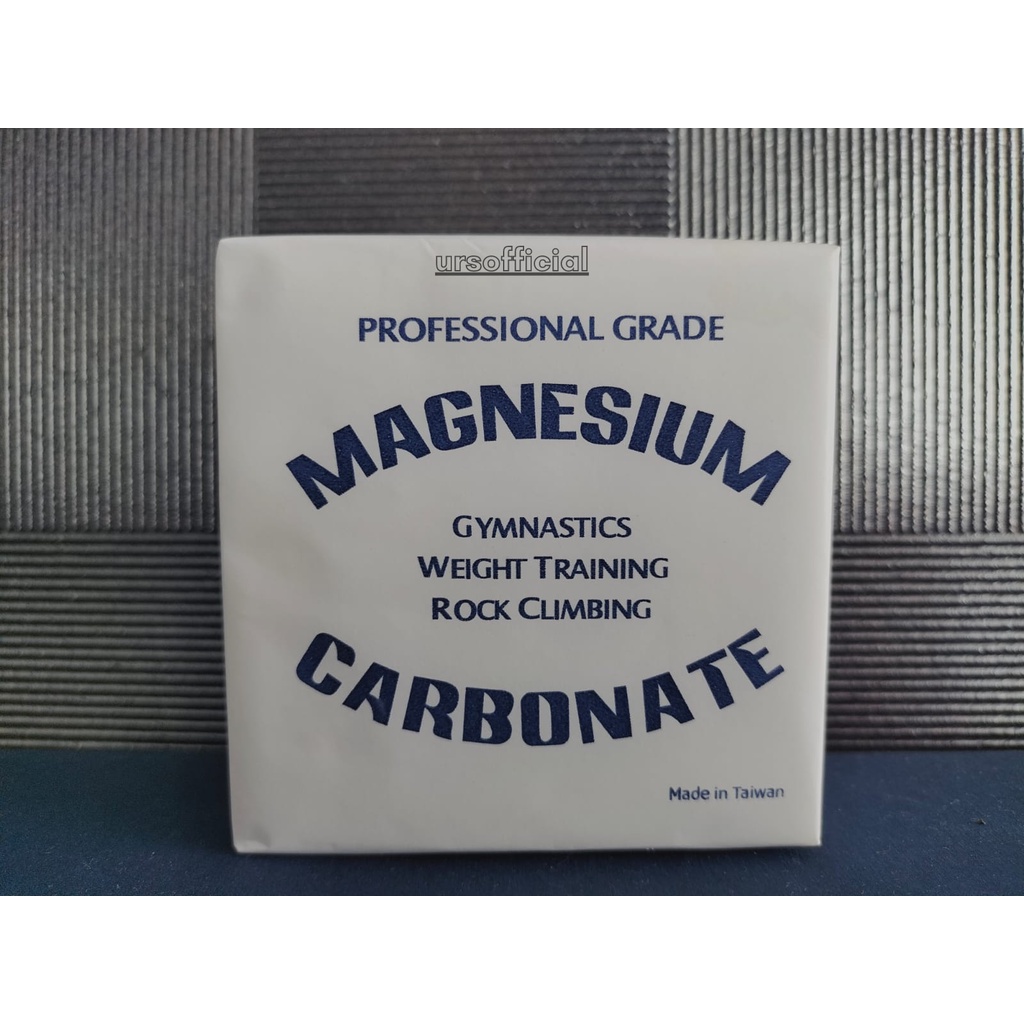 ursofficial
PROFESSIONAL GRADE
MAGNESIUM
GYMNASTICS
WEIGHT TRAINING
ROCK CLIMBING
CARBONATE
Made in Taiwan